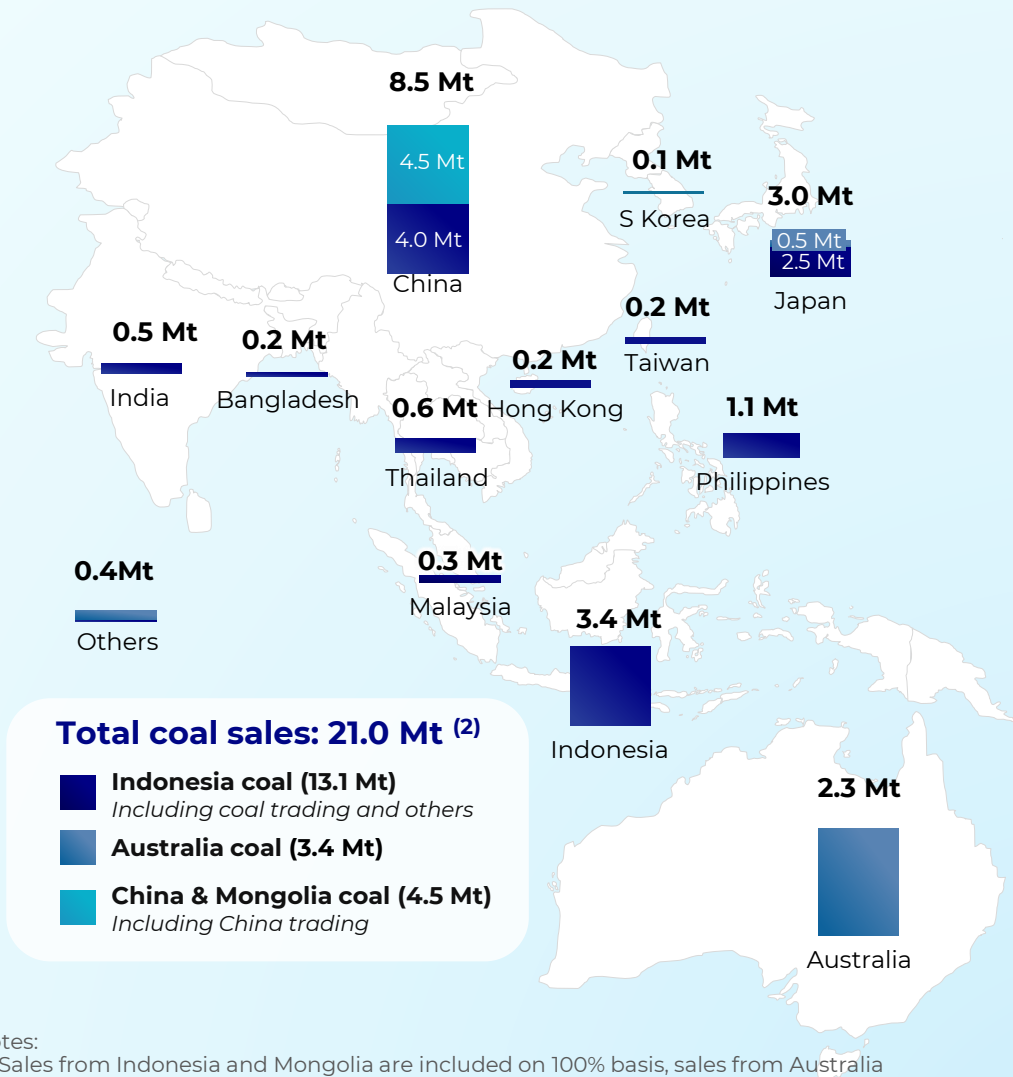 8.5 Mt
4.5 Mt
4.0 Mt
China
0.1 Mt
S Korea
3.0 Mt
0.5 Mt
2.5 Mt
Japan
0.5 Mt
India
0.2 Mt
Bangladesh
0.2 Mt
Taiwan
0.2 Mt
Hong Kong
0.6 Mt
Thailand
1.1 Mt
Philippines
0.4Mt
Others
0.3 Mt
Malaysia
3.4 Mt
Indonesia
2.3 Mt
Australia
Total coal sales: 21.0 Mt (2)
Indonesia coal (13.1 Mt)
Including coal trading and others
Australia coal (3.4 Mt)
China & Mongolia coal (4.5 Mt)
Including China trading
otes:
Sales from Indonesia and Mongolia are included on 100% basis, sales from Australia